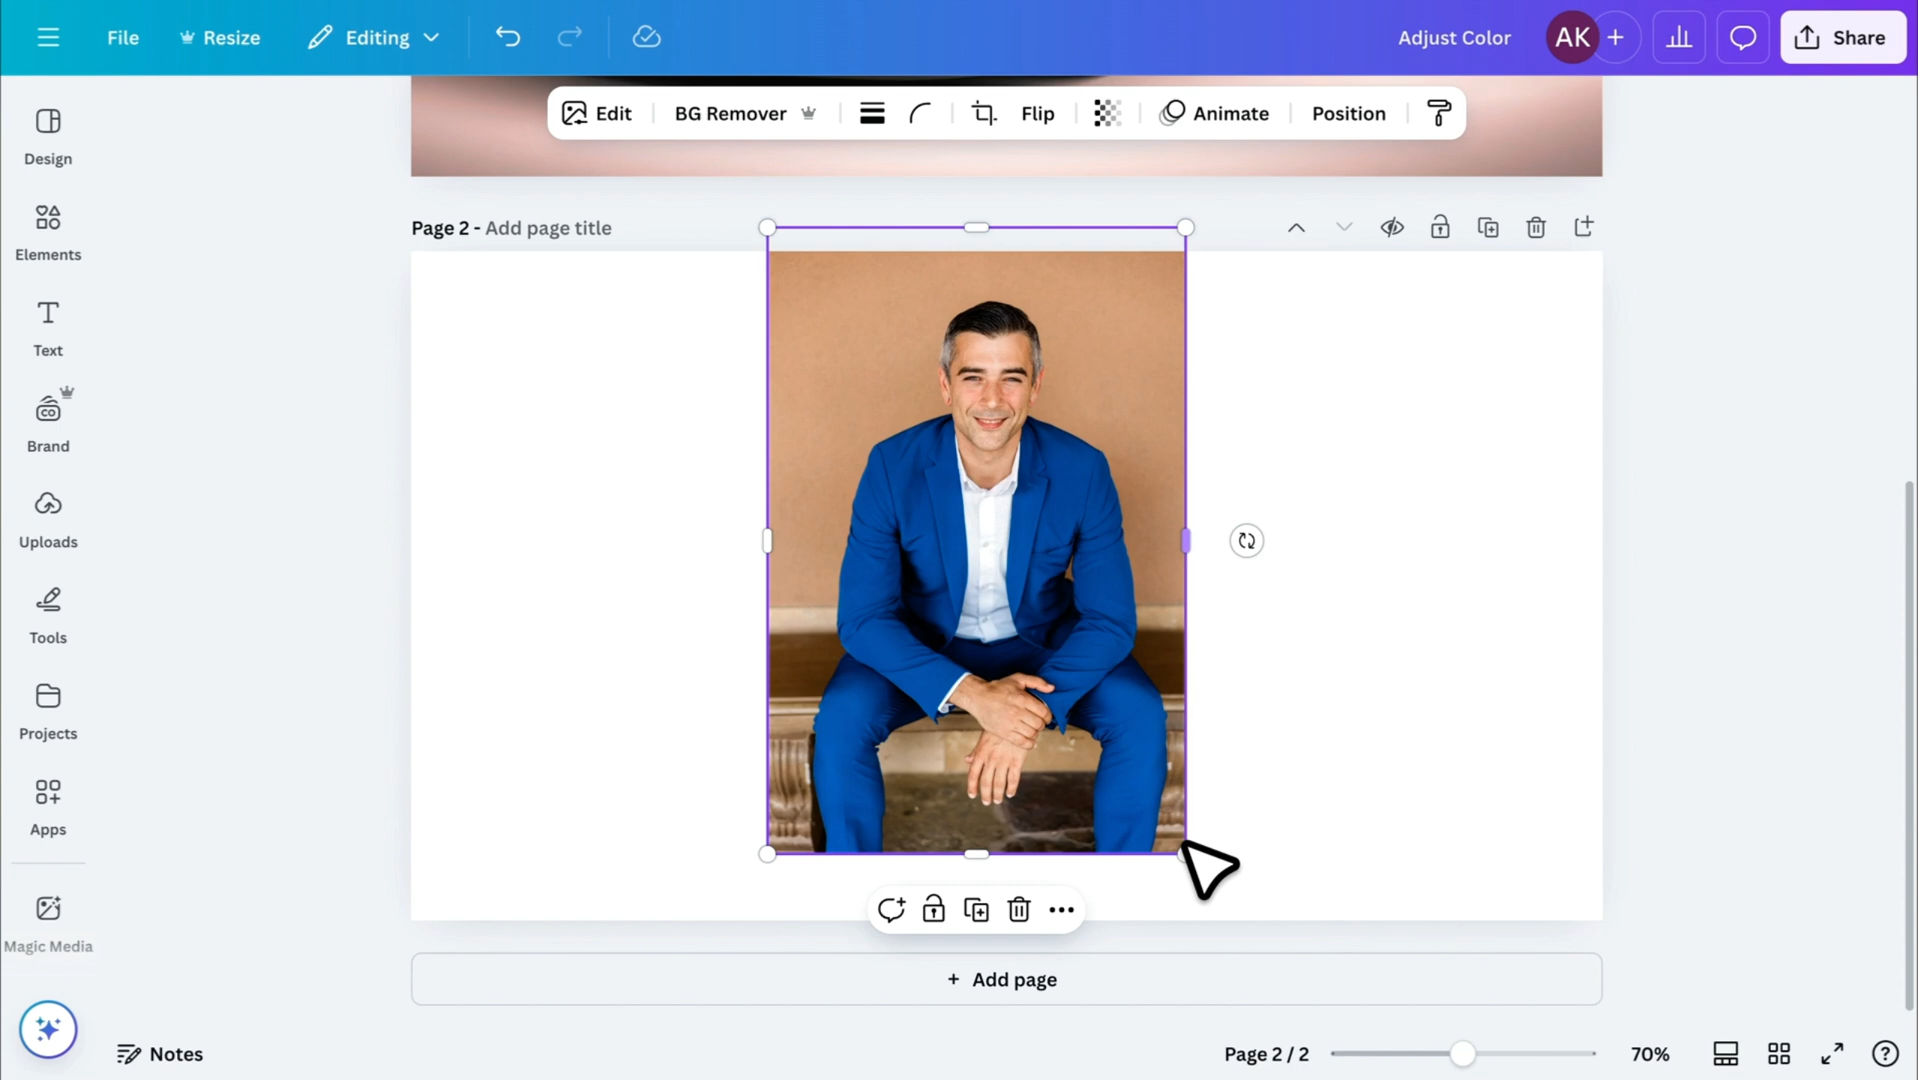 File
Resize
Editing
Adjust Color
AK
+
Share
Edit
BG Remover
Flip
Animate
Position
Design
Elements
Text
CO
Brand
Uploads
Tools
Projects
Apps
Magic Media
Page 2 - Add page title
+ Add page
Notes
Page 2 / 2
70%
?